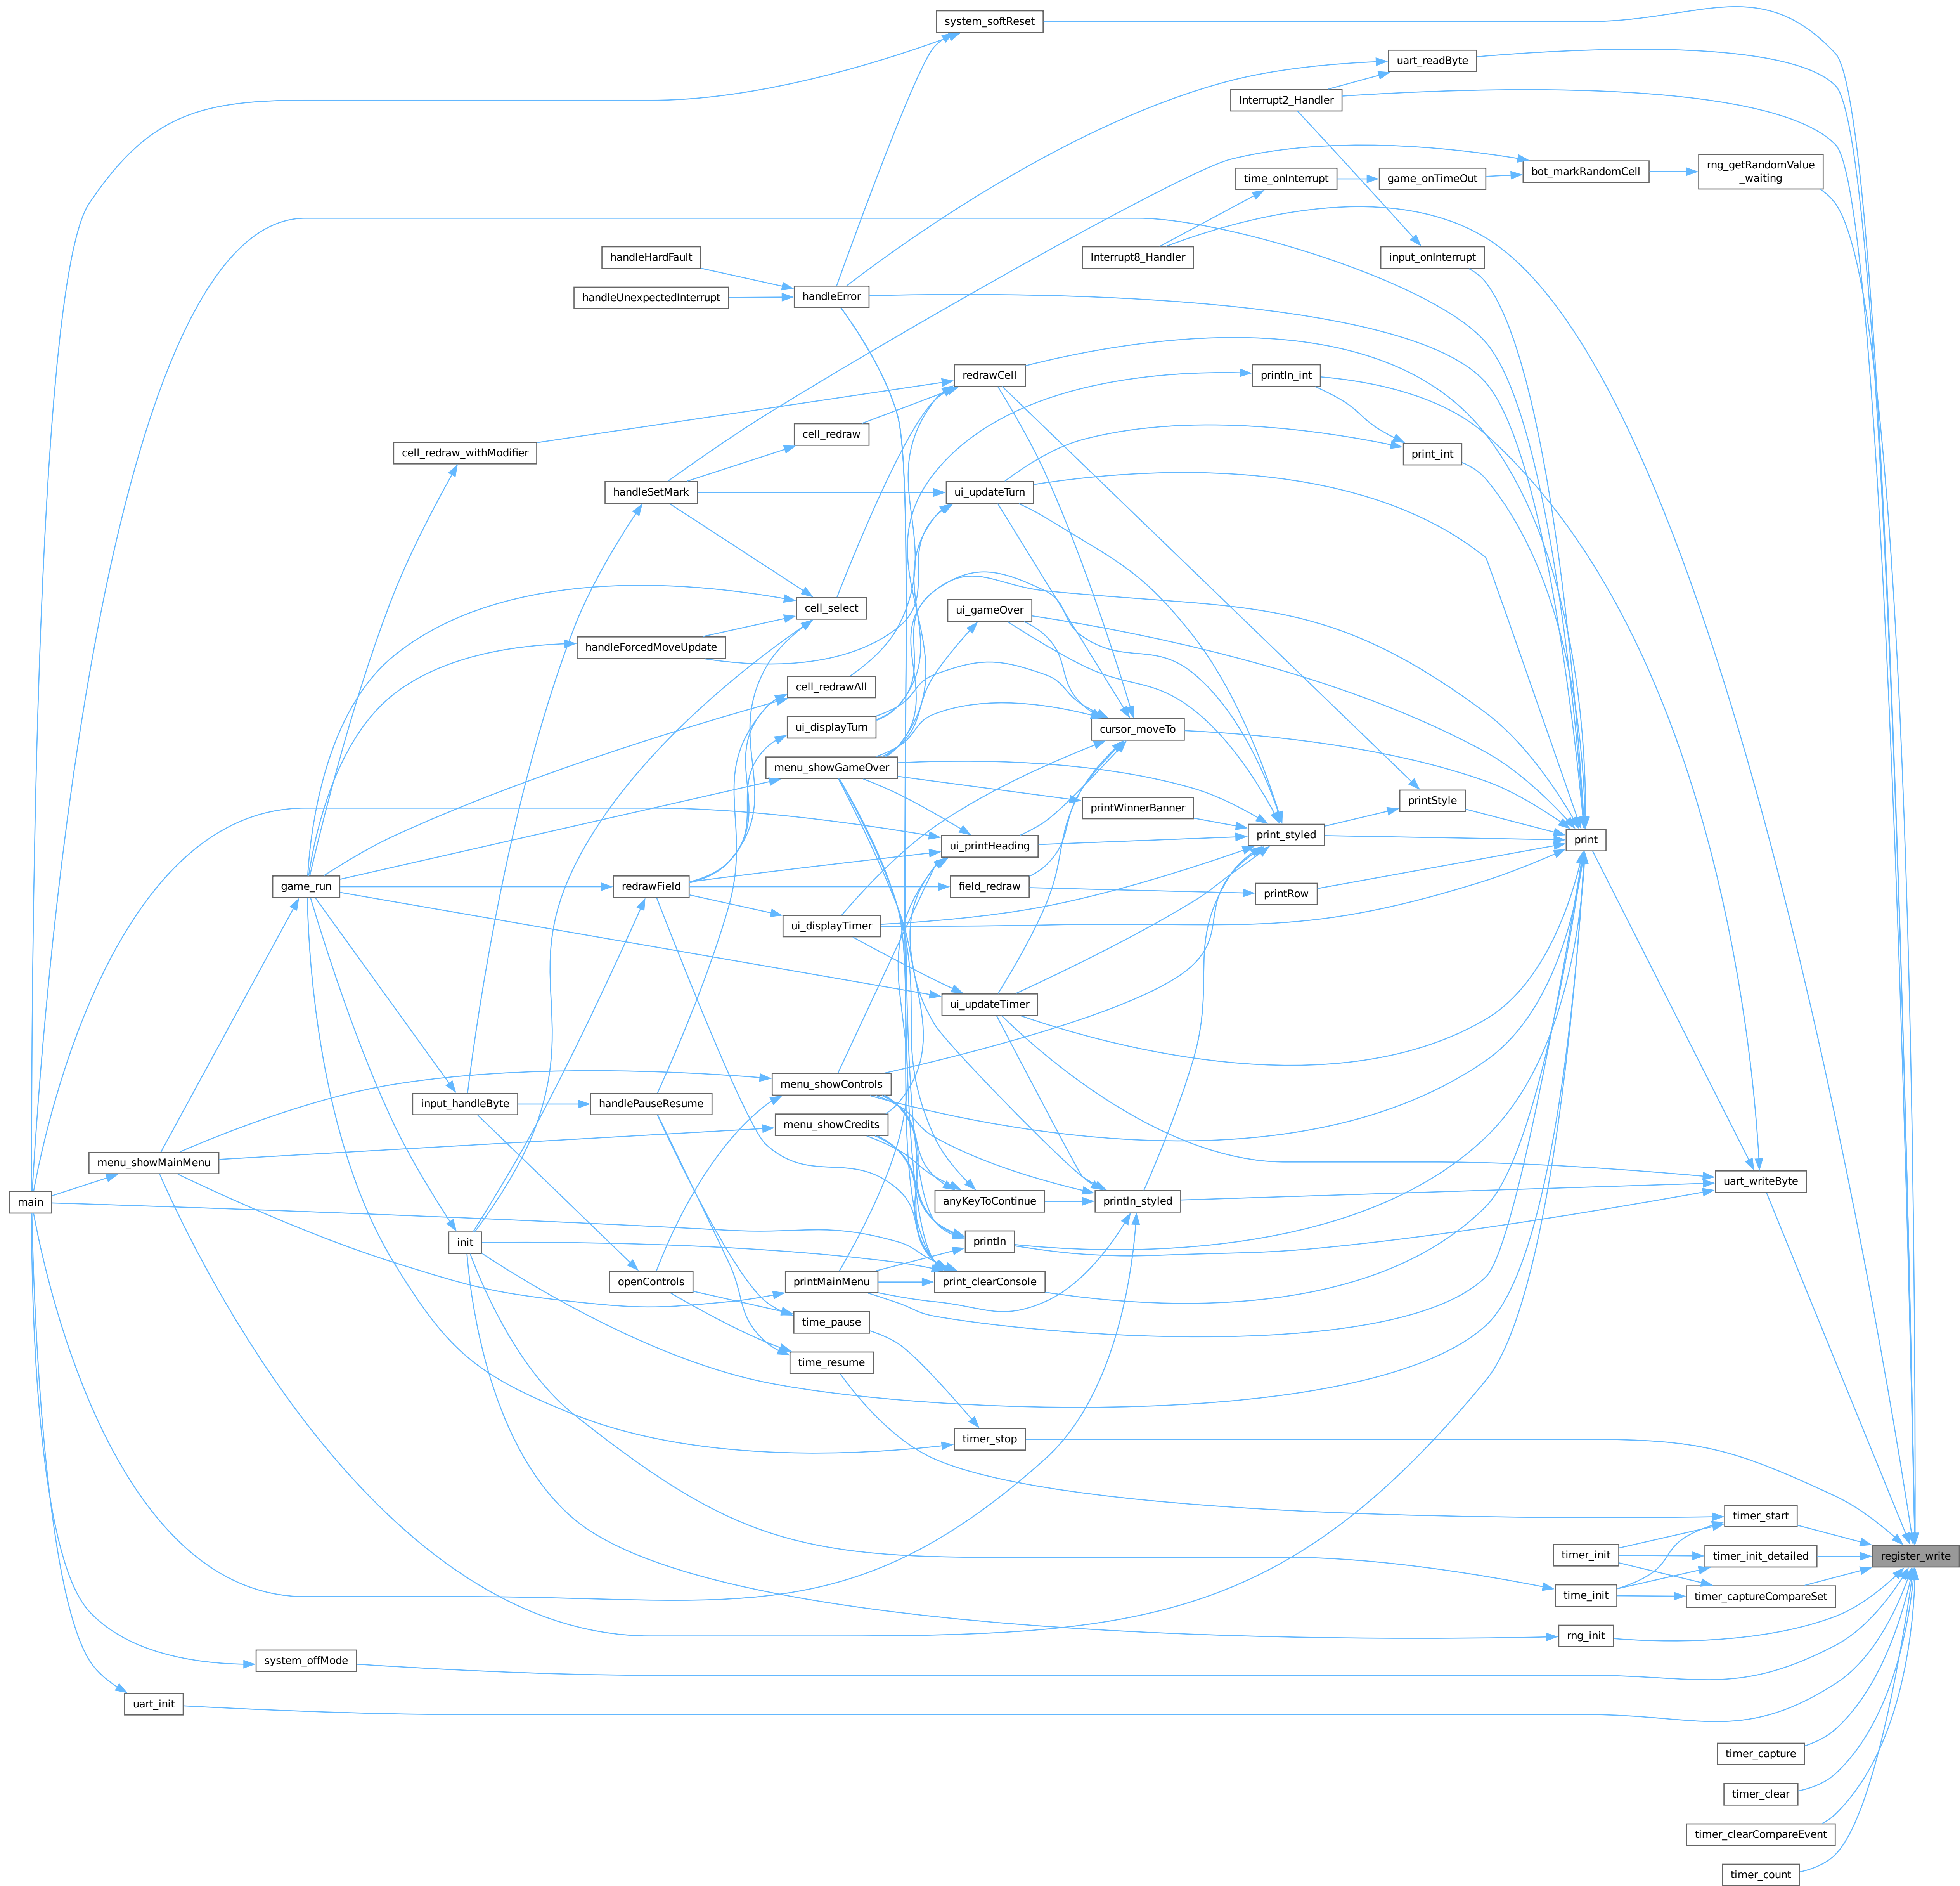 system_softReset
uart_readByte
Interrupt2_Handler
rng_getRandomValue
_waiting
bot_markRandomCell
game_onTimeOut
time_onInterrupt
handleHardFault
Interrupt8_Handler
input_onInterrupt
handleUnexpectedInterrupt
handleError
redrawCell
println_int
cell_redraw
cell_redraw_withModifier
print_int
handleSetMark
ui_updateTurn
cell_select
ui_gameOver
handleForcedMoveUpdate
cell_redrawAll
ui_displayTurn
cursor_moveTo
menu_showGameOver
printWinnerBanner
printStyle
print_styled
print
ui_printHeading
game_run
redrawField
field_redraw
printRow
ui_displayTimer
ui_updateTimer
menu_showControls
input_handleByte
handlePauseResume
menu_showCredits
menu_showMainMenu
uart_writeByte
main
anyKeyToContinue
println_styled
init
println
openControls
printMainMenu
print_clearConsole
time_pause
time_resume
timer_stop
timer_start
timer_init
timer_init_detailed
register_write
time_init
timer_captureCompareSet
rng_init
system_offMode
uart_init
timer_capture
timer_clear
timer_clearCompareEvent
timer_count